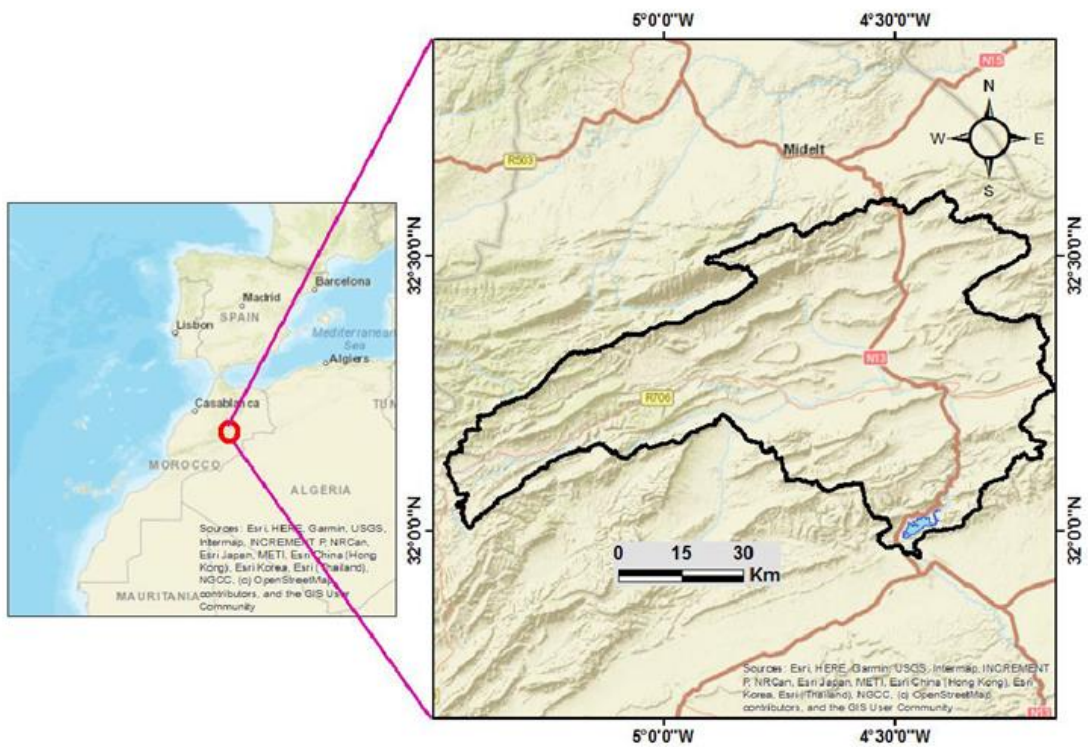 5°0'0"W
4°30'0"W
N15
N
W
E
S
Midelt
R503
32°30'0"N
32°30'0"N
Barcelona
Madrid
SPAIN
Lisbon
Mediterranean
Sea
Algiers
Casablanca
TUN
N13
R706
MOROCCO
ALGERIA
Sources: Esri, HERE, Garmin, USGS,
Intermap, INCREMENT P, NRCan,
Esri Japan, METI, Esri China (Hong
Kong), Esri Korea, Esri (Thailand),
NGCC, (c) OpenStreetMap
contributors, and the GIS User
Community
MAURITANIA
32°0'0"N
32°0'0"N
0 15 30
Km
Sources: Esri, HERE, Garmin, USGS, Intermap, INCREMENT
P, NRCan, Esri Japan, METI, Esri China (Hong Kong), Esri
Korea, Esri (Thailand), NGCC, (c) OpenStreetMap
contributors, and the GIS User Community
5°0'0"W
4°30'0"W